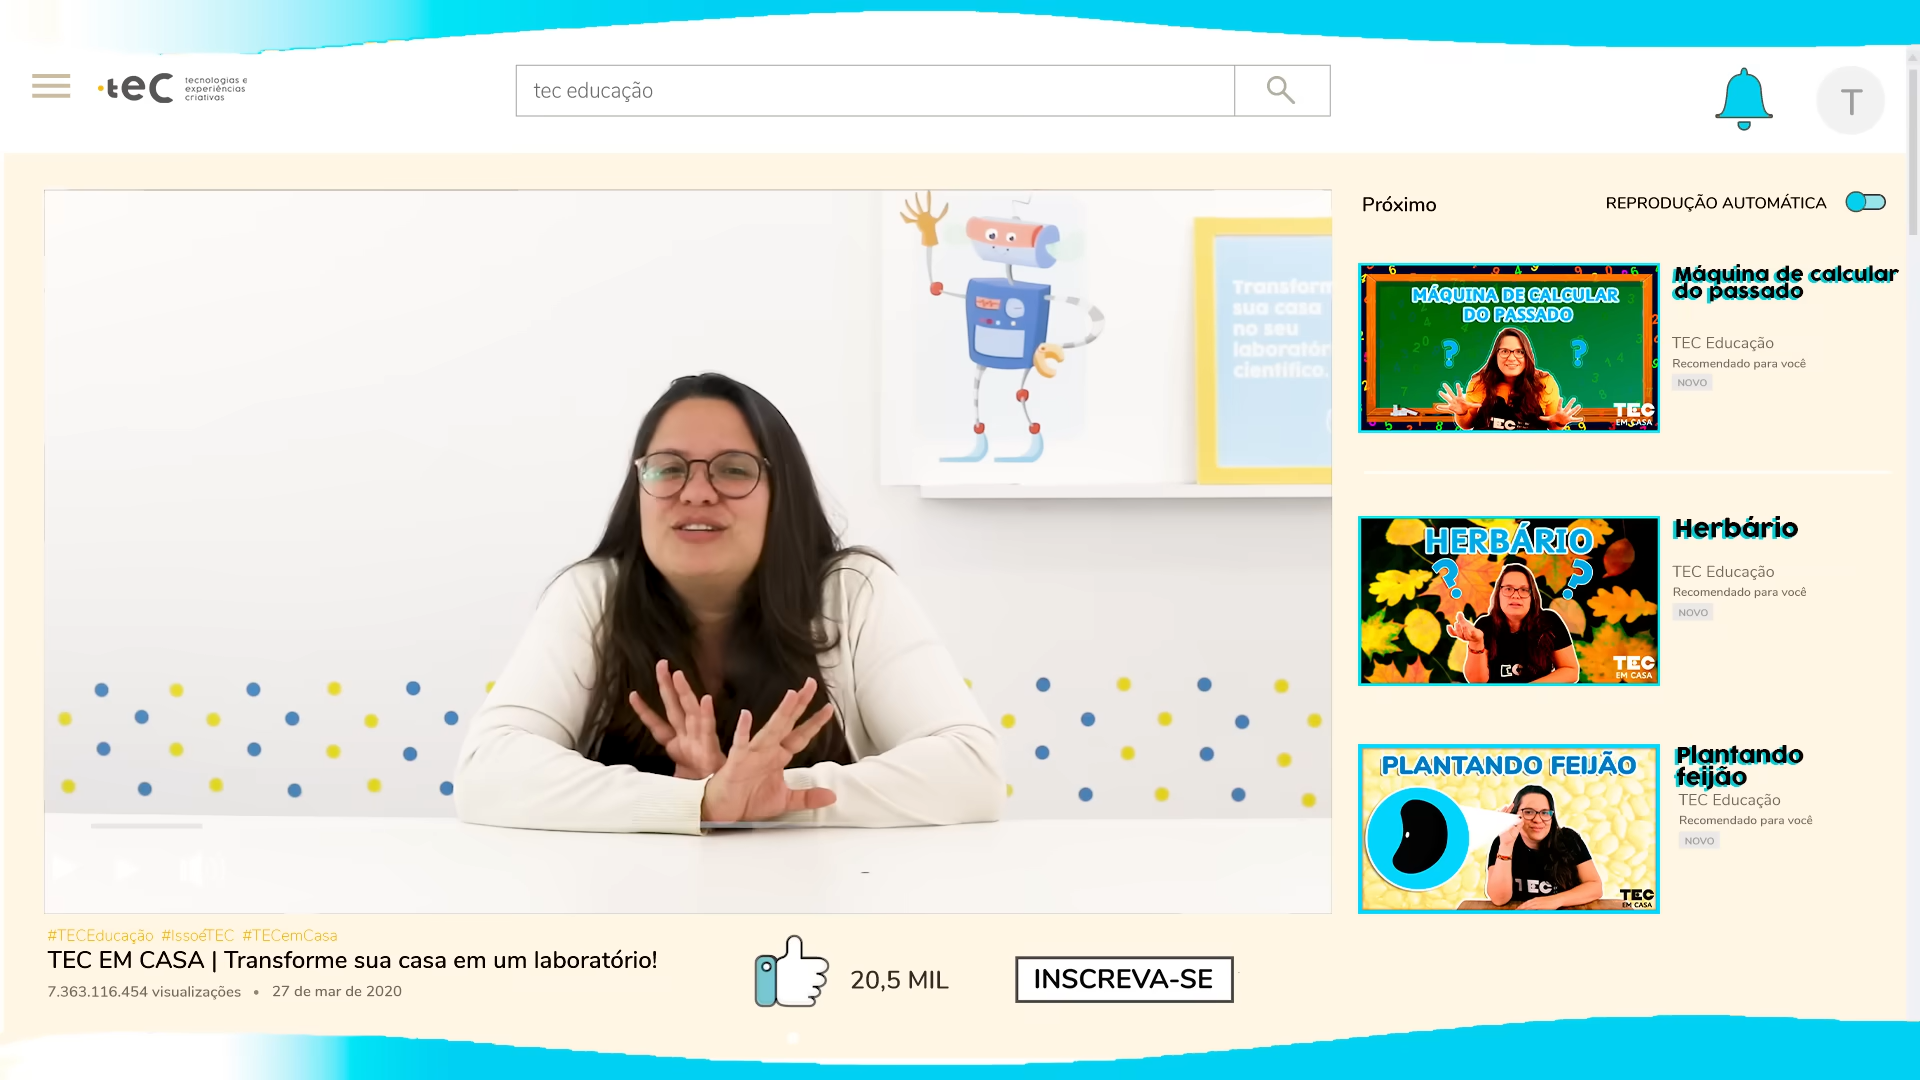 tec
tecnologias e
experiências
criativas
tec educação
T
Próximo
REPRODUÇÃO AUTOMÁTICA
Transform
sua casa
no seu
laboratór
científico.
MÁQUINA DE CALCULAR
DO PASSADO
? ?
TEC
TEC
EM CASA
Máquina de calcular
do passado
TEC Educação
Recomendado para você
NOVO
HERBÁRIO
? ?
TEC
EM CASA
Herbário
TEC Educação
Recomendado para você
NOVO
PLANTANDO FEIJÃO
TEC
TEC
EM CASA
Plantando
feijão
TEC Educação
Recomendado para você
NOVO
#TECEducação #IssoéTEC #TECemCasa
TEC EM CASA | Transforme sua casa em um laboratório!
7.363.116.454 visualizações • 27 de mar de 2020
20,5 MIL
INSCREVA-SE